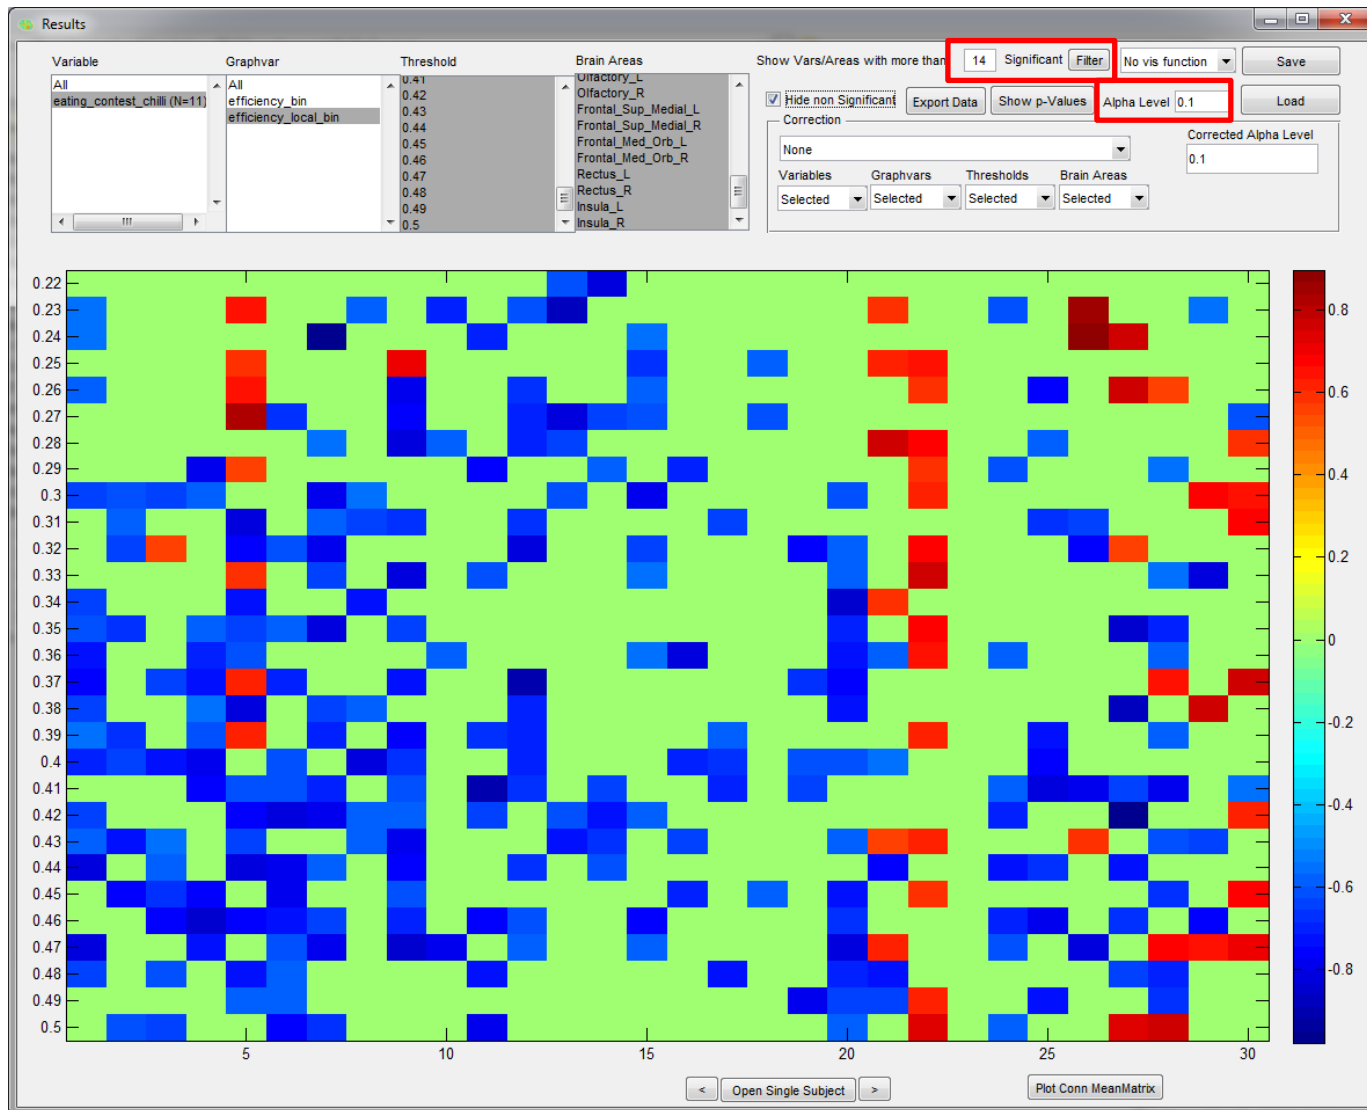 Results
Variable
All
eating_contest_chilli (N=11)
Graphvar
All
efficiency_bin
efficiency_local_bin
Threshold
0.41
0.42
0.43
0.44
0.45
0.46
0.47
0.48
0.49
0.5
Brain Areas
Olfactory_L
Olfactory_R
Frontal_Sup_Medial_L
Frontal_Sup_Medial_R
Frontal_Med_Orb_L
Frontal_Med_Orb_R
Rectus_L
Rectus_R
Insula_L
Insula_R
Show Vars/Areas with more than 14 Significant Filter No vis function Save
Hide non Significant Export Data Show p-Values Alpha Level 0.1 Load
Correction
None
Corrected Alpha Level
0.1
Variables Graphvars Thresholds Brain Areas
Selected Selected Selected Selected
0.22
0.23
0.24
0.25
0.26
0.27
0.28
0.29
0.3
0.31
0.32
0.33
0.34
0.35
0.36
0.37
0.38
0.39
0.4
0.41
0.42
0.43
0.44
0.45
0.46
0.47
0.48
0.49
0.5
5 10 15 20 25 30
0.8
0.6
0.4
0.2
0
-0.2
-0.4
-0.6
-0.8
< Open Single Subject > Plot Conn MeanMatrix